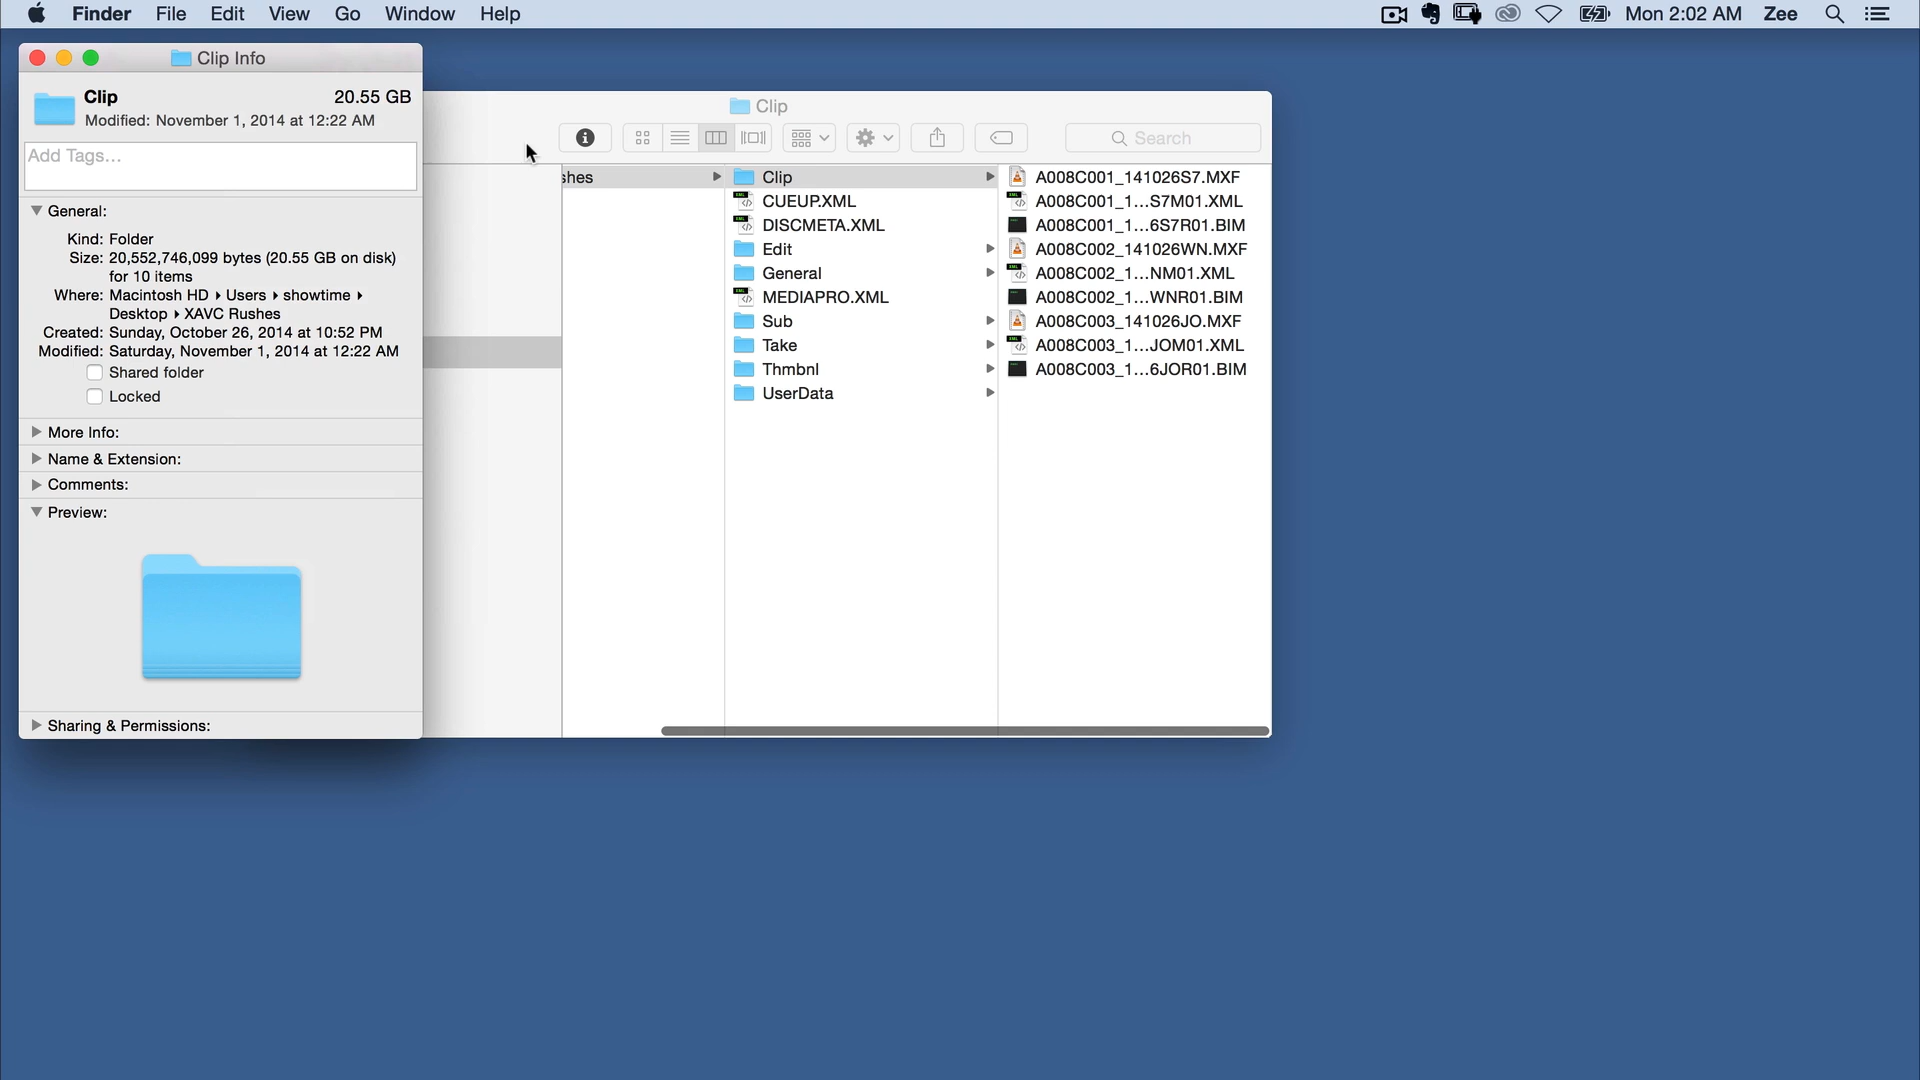 Finder File Edit View Go Window Help Mon 2:02 AM Zee
Clip Info
Clip 20.55 GB
Modified: November 1, 2014 at 12:22 AM
Add Tags...
General:
Kind: Folder
Size: 20,552,746,099 bytes (20.55 GB on disk)
for 10 items
Where: Macintosh HD ▸ Users ▸ showtime ▸
Desktop ▸ XAVC Rushes
Created: Sunday, October 26, 2014 at 10:52 PM
Modified: Saturday, November 1, 2014 at 12:22 AM
Shared folder
Locked
More Info:
Name & Extension:
Comments:
Preview:
Sharing & Permissions:
Clip
Search
shes
Clip
CUEUP.XML
DISCMETA.XML
Edit
General
MEDIAPRO.XML
Sub
Take
Thmbnl
UserData
A008C001_141026S7.MXF
A008C001_1...S7M01.XML
A008C001_1...6S7R01.BIM
A008C002_141026WN.MXF
A008C002_1...NM01.XML
A008C002_1...WNR01.BIM
A008C003_141026JO.MXF
A008C003_1...JOM01.XML
A008C003_1...6JOR01.BIM